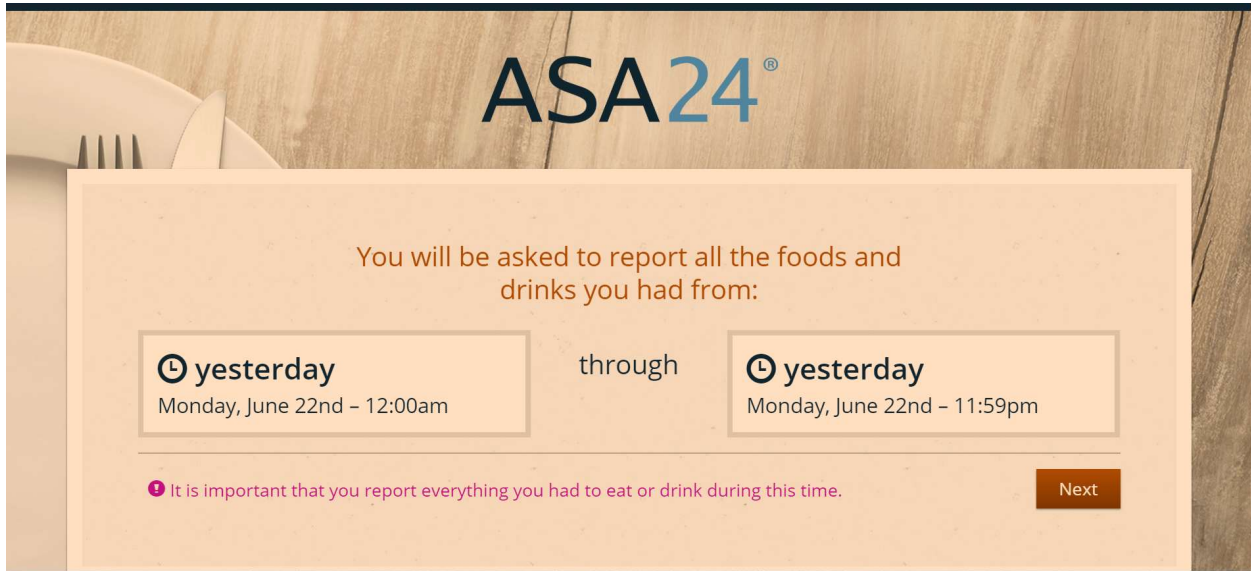 ASA24®
You will be asked to report all the foods and
drinks you had from:
yesterday
Monday, June 22nd – 12:00am
through
yesterday
Monday, June 22nd – 11:59pm
It is important that you report everything you had to eat or drink during this time.
Next